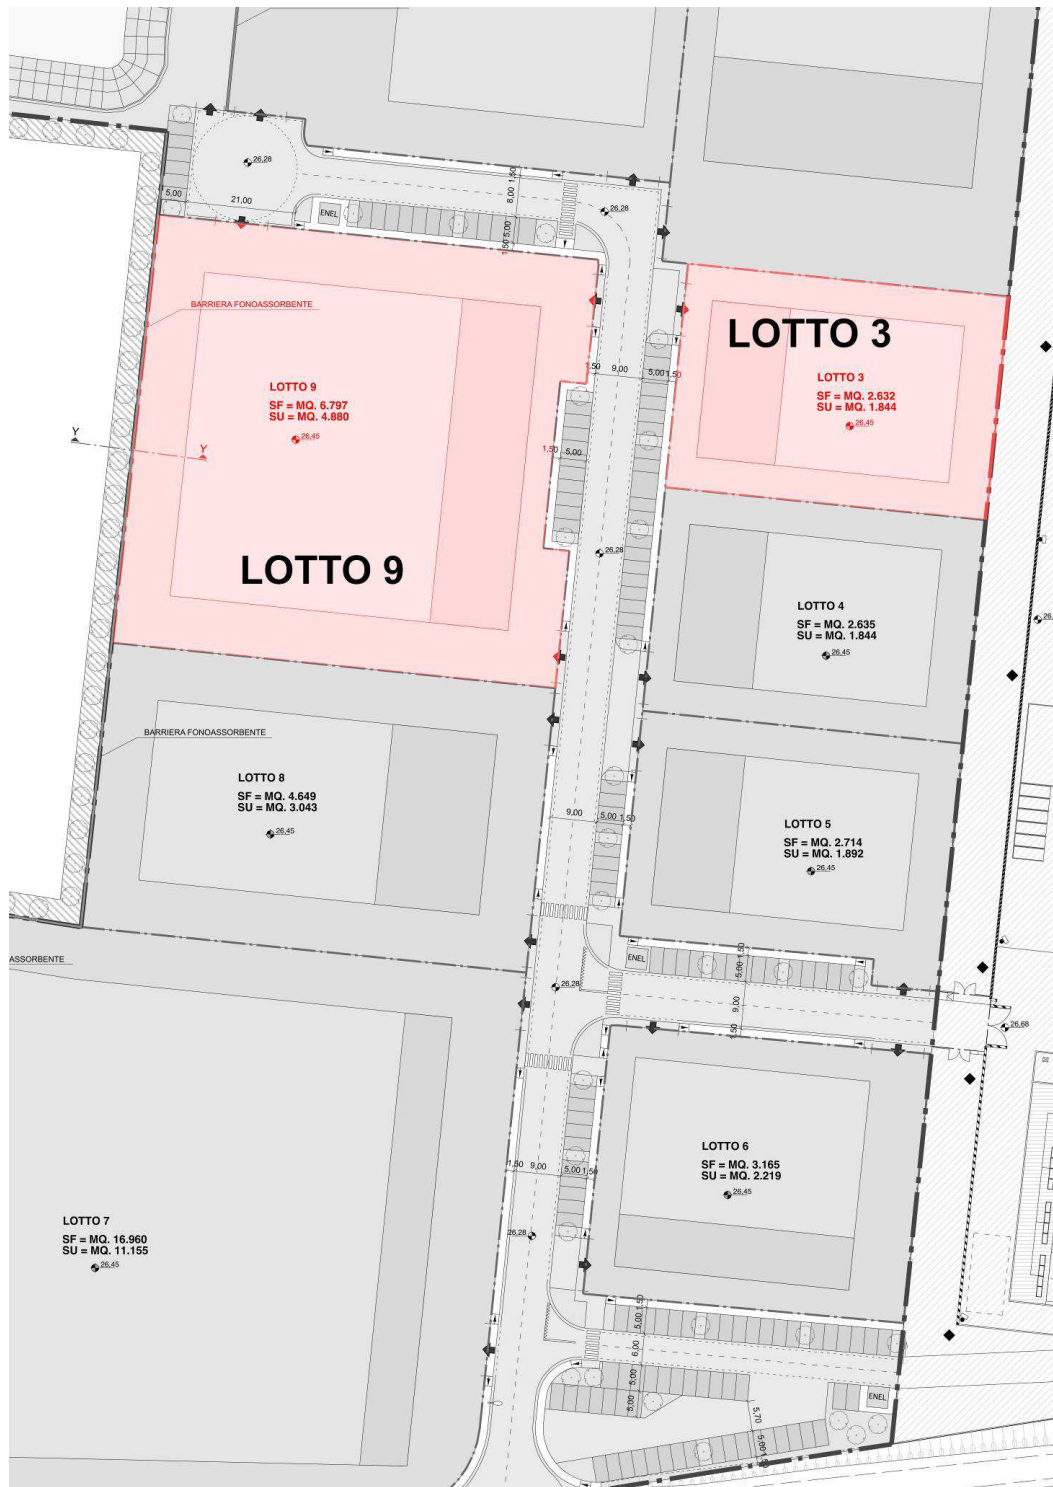 26,28
5,00
21,00
ENEL
8,00 1,50
1,50 5,00
26,28
BARRIERA FONOASSORBENTE
LOTTO 3
LOTTO 9
SF = MQ. 6.797
SU = MQ. 4.880
26,45
LOTTO 3
SF = MQ. 2.632
SU = MQ. 1.844
26,45
1,50 9,00 5,00 1,50
Y
Y
1,50 5,00
26,28
LOTTO 9
LOTTO 4
SF = MQ. 2.635
SU = MQ. 1.844
26,45
26,
BARRIERA FONOASSORBENTE
LOTTO 8
SF = MQ. 4.649
SU = MQ. 3.043
26,45
9,00 5,00 1,50
LOTTO 5
SF = MQ. 2.714
SU = MQ. 1.892
26,45
ASSORBENTE
ENEL
5,00 1,50
26,28
9,00
1,50
26,68
LOTTO 6
SF = MQ. 3.165
SU = MQ. 2.219
26,45
1,50 9,00 5,00 1,50
LOTTO 7
SF = MQ. 16.960
SU = MQ. 11.155
26,45
26,28
5,00 1,50
6,00
5,00
5,00
ENEL
5,70
5,00
1,50